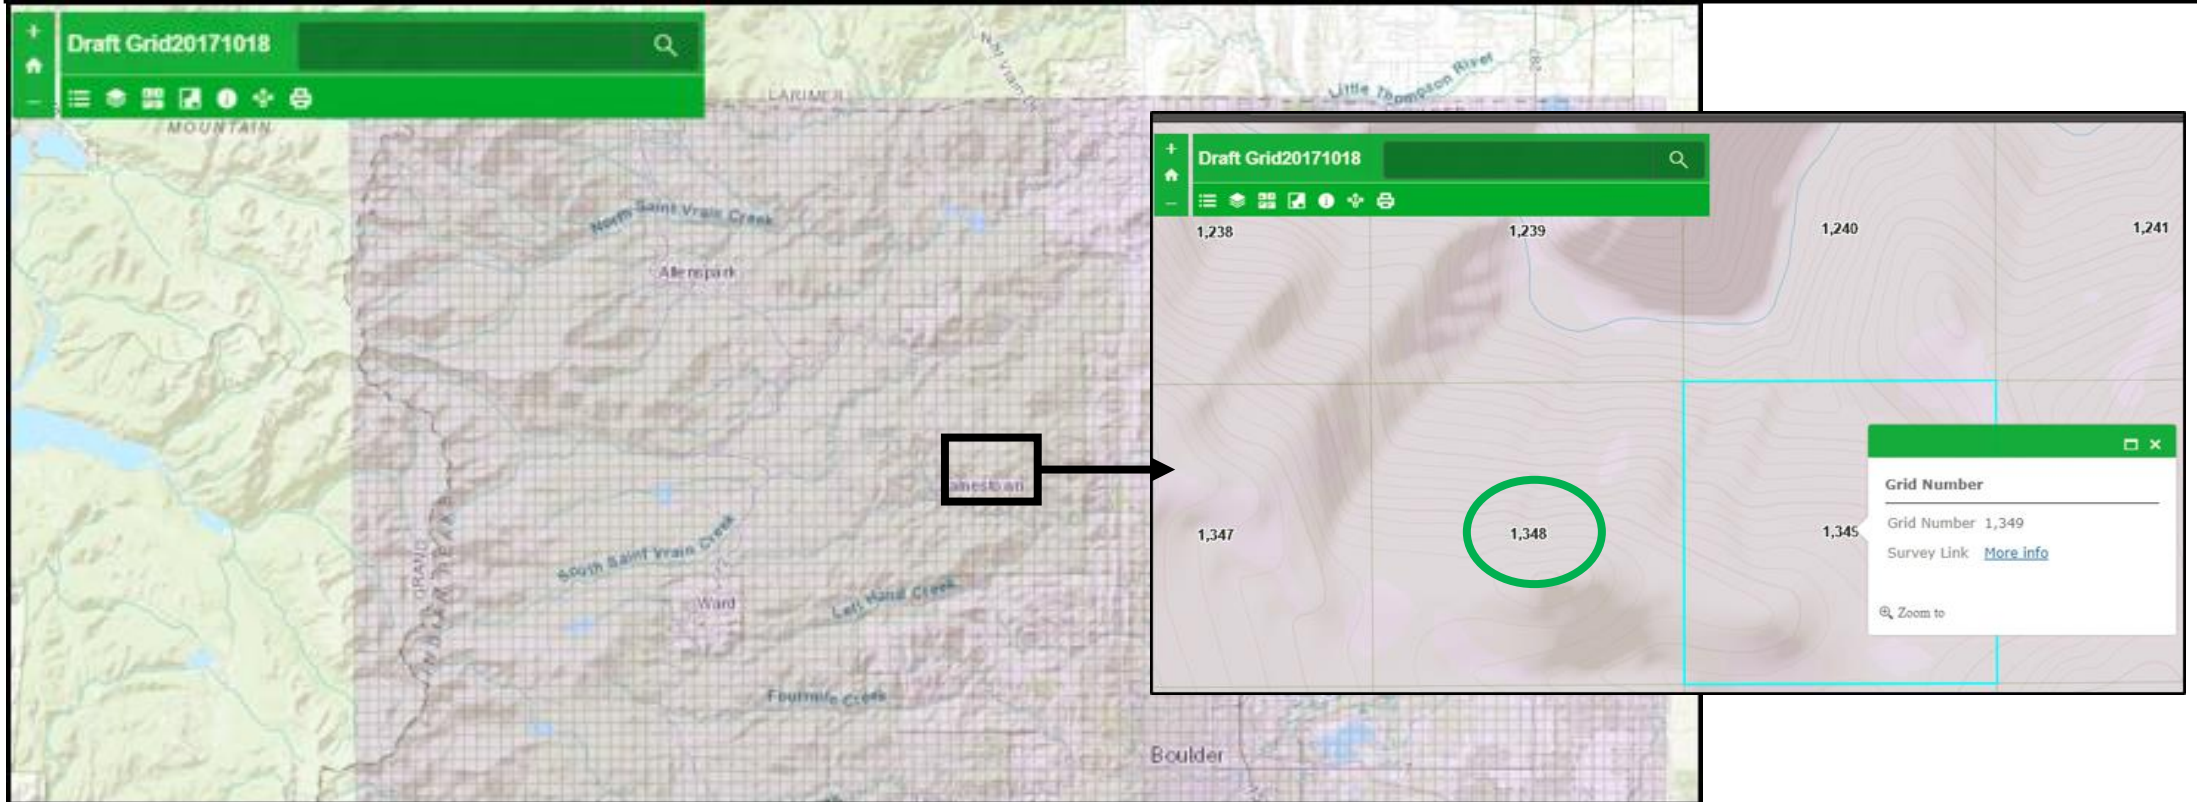 Draft Grid20171018
LARIMER
MOUNTAIN
Little Thompson River
North Saint Vrain Creek
Allenspark
amestown
South Saint Vrain Creek
GRAND
Ward
Left Hand Creek
Fourmile Creek
Boulder
Draft Grid20171018
1,238
1,239
1,240
1,241
1,347
1,348
1,349
Grid Number
Grid Number 1,349
Survey Link More info
Zoom to